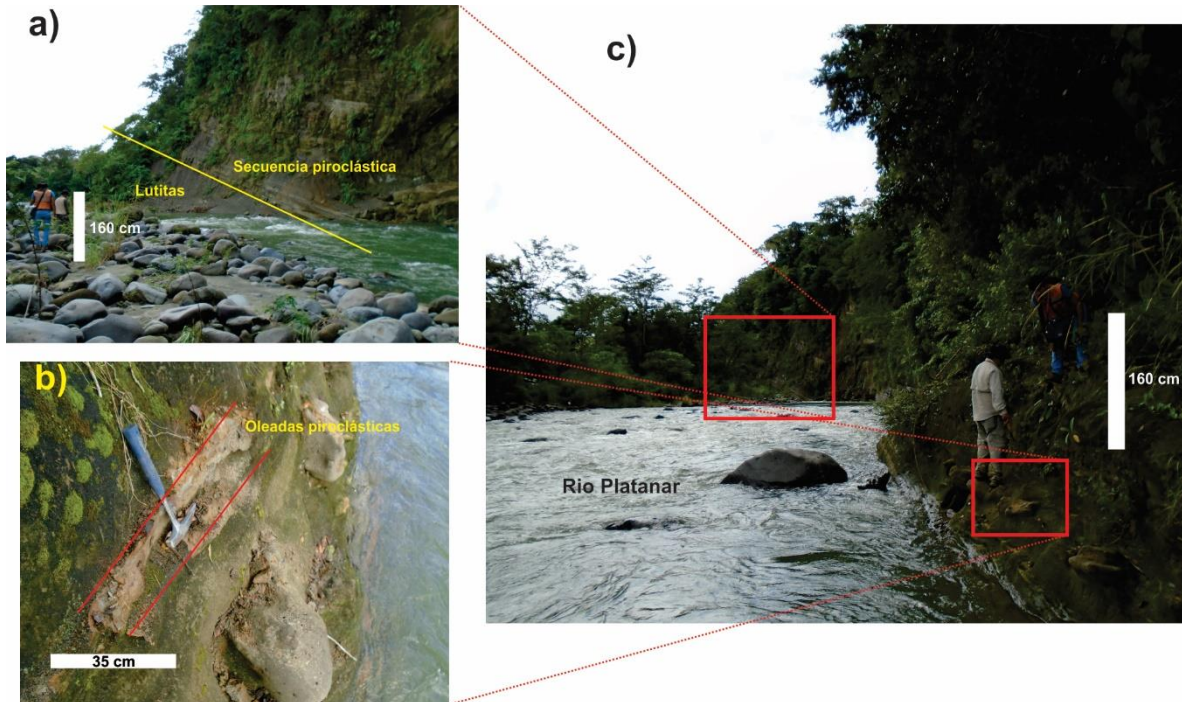 a)
Secuencia piroclástica
Lutitas
160 cm
b)
Oleadas piroclásticas
35 cm
c)
160 cm
Rio Platanar